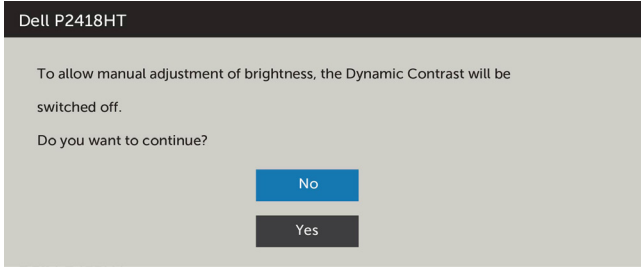 Dell P2418HT
To allow manual adjustment of brightness, the Dynamic Contrast will be
switched off.
Do you want to continue?
No
Yes